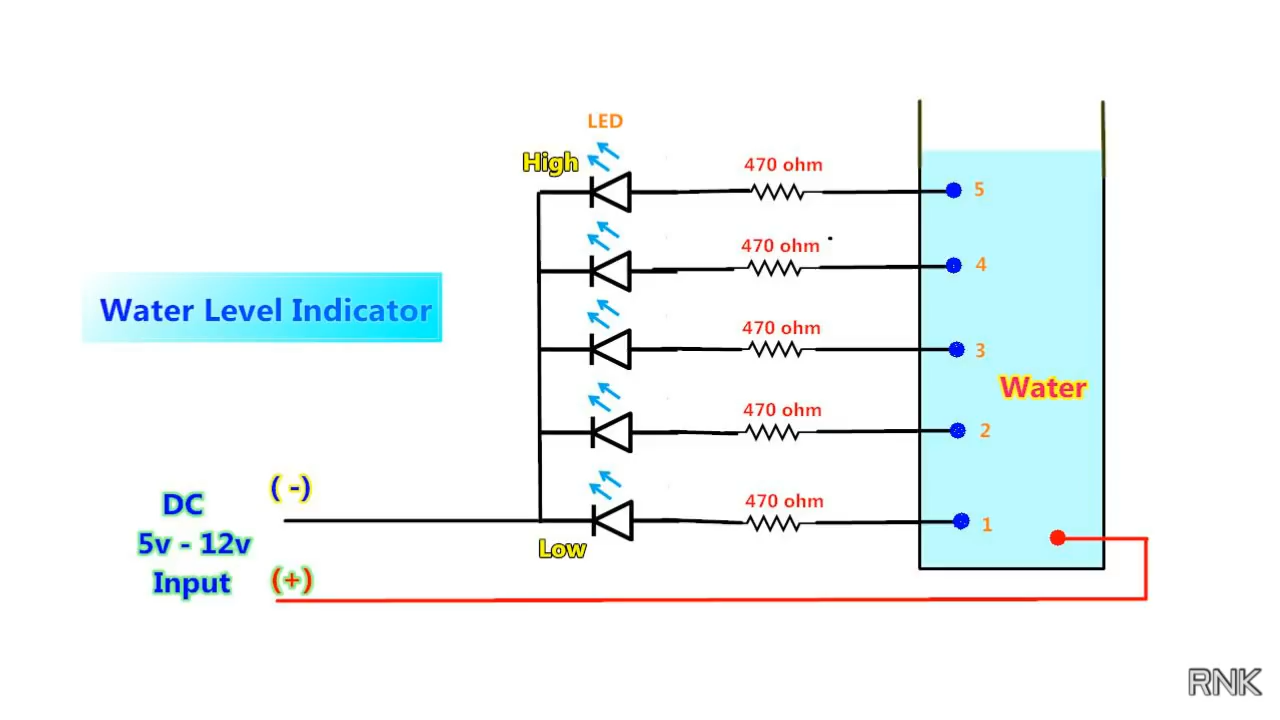 LED
High
470 ohm
5
470 ohm
4
Water Level Indicator
470 ohm
3
Water
470 ohm
2
( -)
DC
5v - 12v
Input
(+)
470 ohm
1
Low
RNK